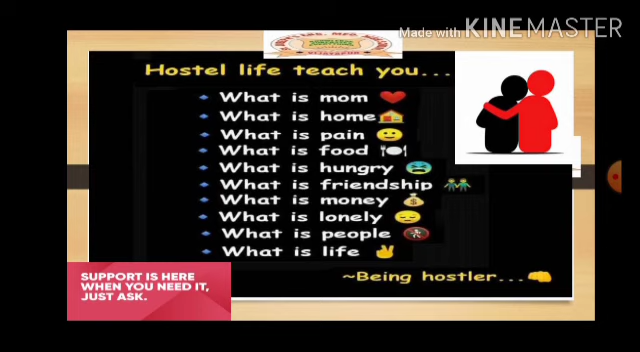 Made with KINEMASTER
Hostel life teach you...
What is mom ❤️
What is home🏠
What is pain 🙂
What is food 🍽️
What is hungry 😫
What is friendship 👬
What is money 💰
What is lonely 😔
What is people 🚷
What is life ✌️
~Being hostler...👊
SUPPORT IS HERE
WHEN YOU NEED IT,
JUST ASK.